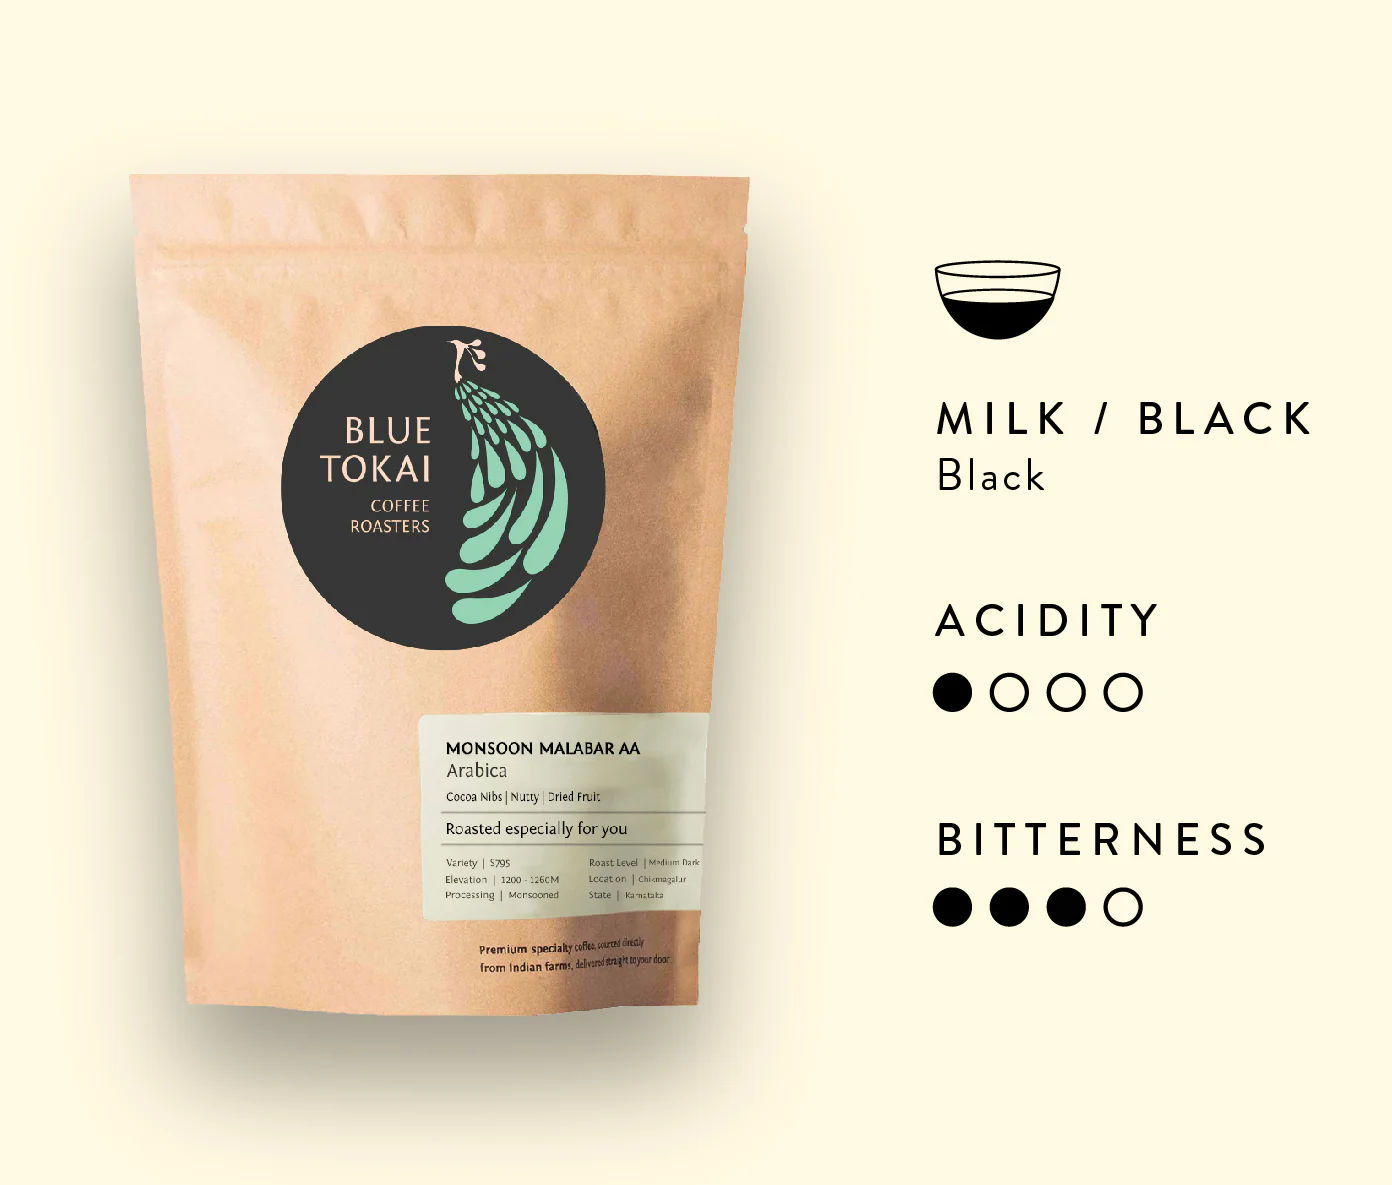 BLUE
TOKAI
COFFEE
ROASTERS
MONSOON MALABAR AA
Arabica
Cocoa Nibs | Nutty | Dried Fruit
Roasted especially for you
Variety | S795
Elevation | 1200 - 1260M
Processing | Monsooned
Roast Level | Medium Dark
Location | Chikmagalur
State | Karnataka
Premium specialty coffee, sourced directly
from Indian farms, delivered straight to your door.
MILK / BLACK
Black
ACIDITY
BITTERNESS